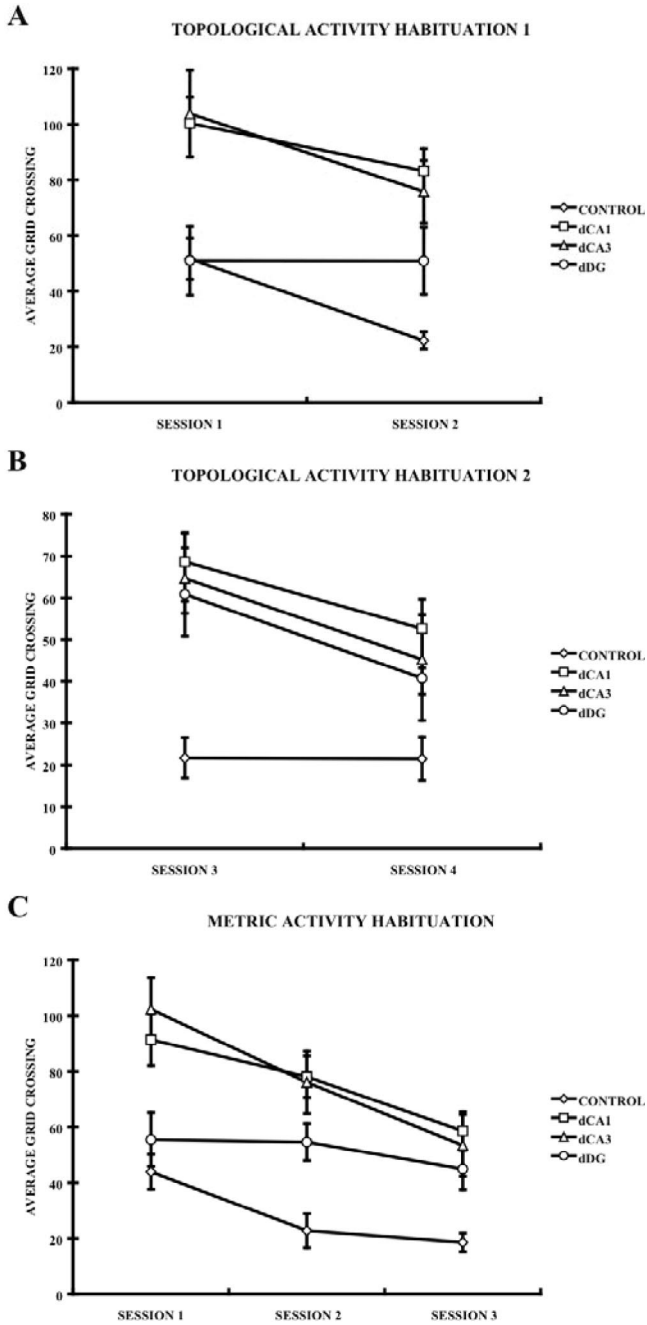 A
TOPOLOGICAL ACTIVITY HABITUATION 1
120
100
80
60
40
20
0
AVERAGE GRID CROSSING
SESSION 1 SESSION 2
CONTROL
dCA1
dCA3
dDG
B
TOPOLOGICAL ACTIVITY HABITUATION 2
80
70
60
50
40
30
20
10
0
AVERAGE GRID CROSSING
SESSION 3 SESSION 4
CONTROL
dCA1
dCA3
dDG
C
METRIC ACTIVITY HABITUATION
120
100
80
60
40
20
0
AVERAGE GRID CROSSING
SESSION 1 SESSION 2 SESSION 3
CONTROL
dCA1
dCA3
dDG